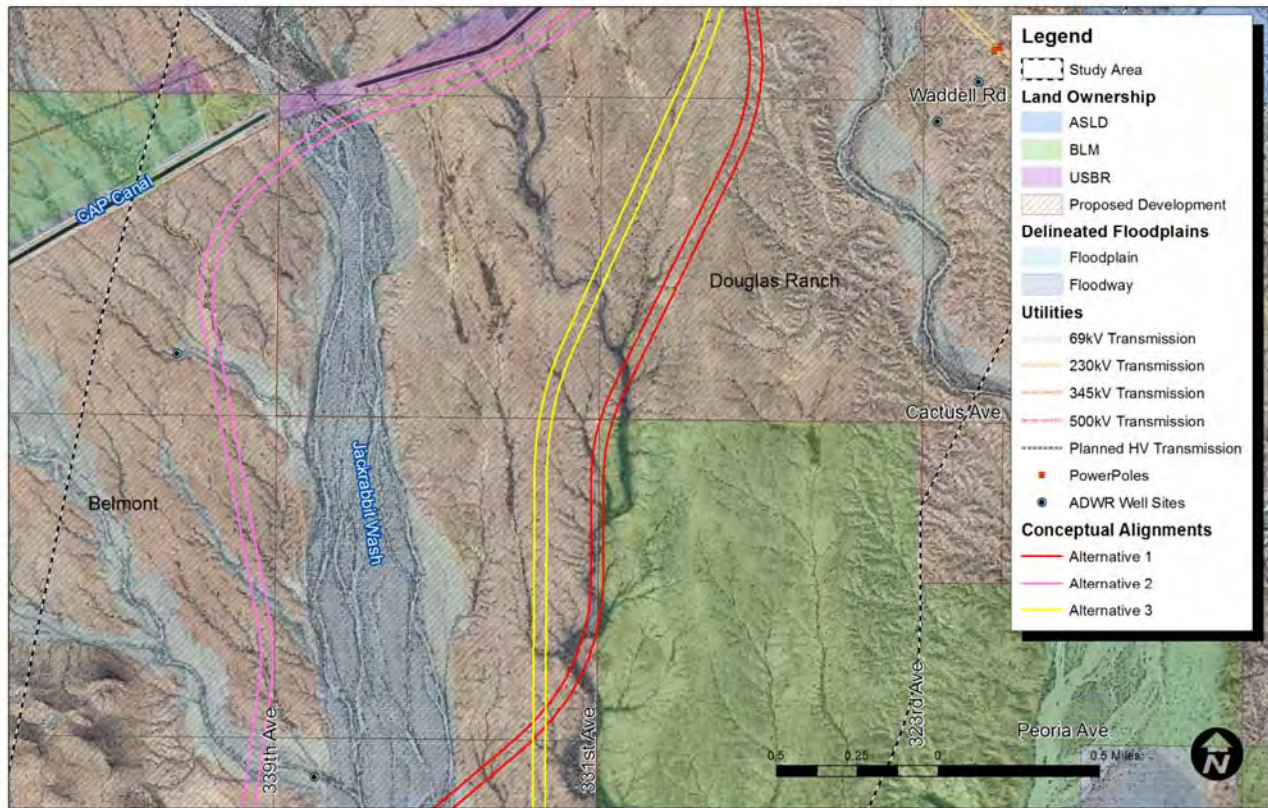 Legend
Study Area
Land Ownership
ASLD
BLM
USBR
Proposed Development
Delineated Floodplains
Floodplain
Floodway
Utilities
69kV Transmission
230kV Transmission
345kV Transmission
500kV Transmission
Planned HV Transmission
PowerPoles
ADWR Well Sites
Conceptual Alignments
Alternative 1
Alternative 2
Alternative 3
Waddell Rd.
CAP Canal
Douglas Ranch
Cactus Ave.
Jackrabbit Wash
Belmont
339th Ave.
331st Ave.
323rd Ave.
Peoria Ave.
0.5 0.25 0 0.5 Miles
N